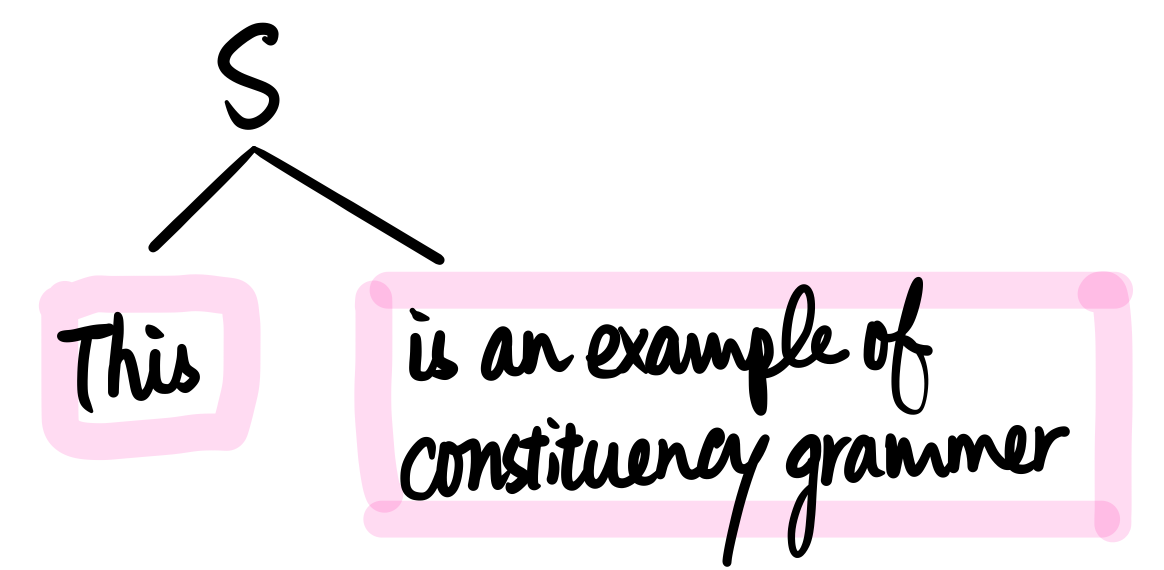 S
This
is an example of
constituency grammer